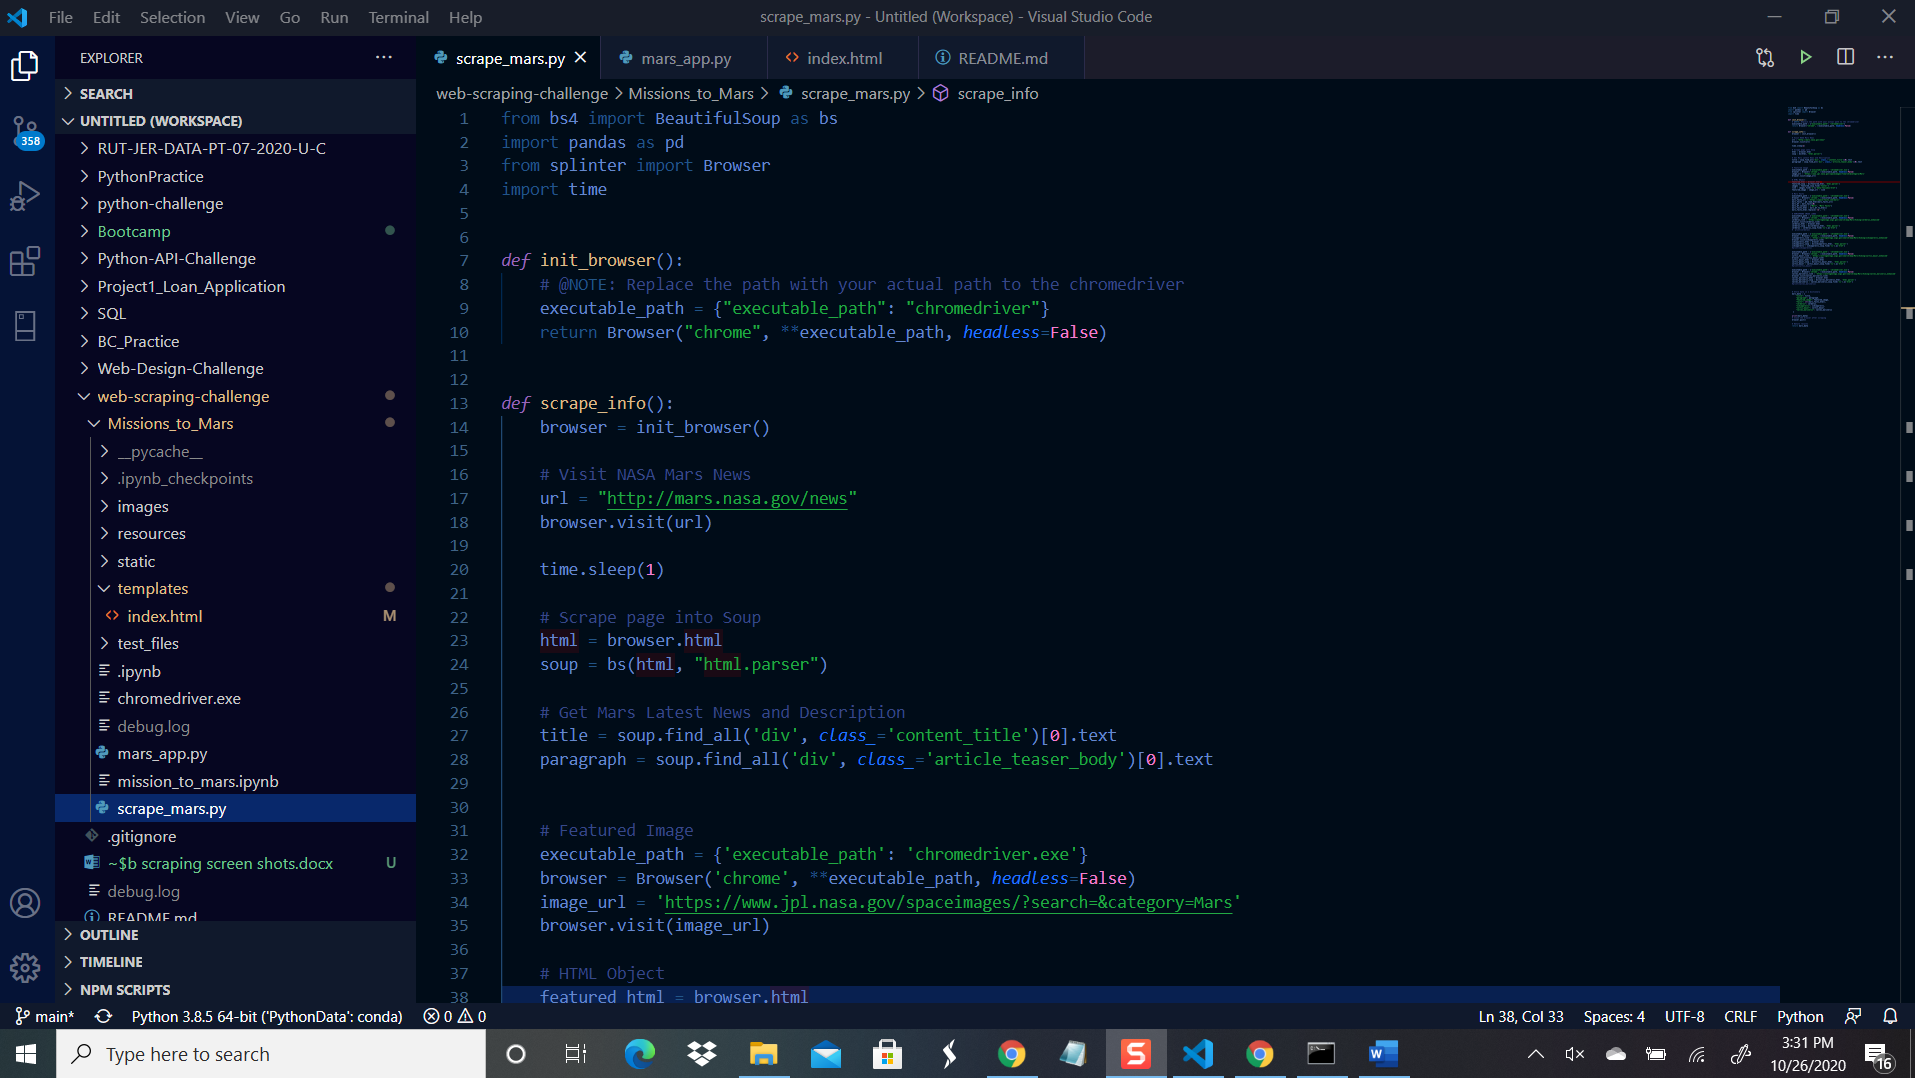 File Edit Selection View Go Run Terminal Help
scrape_mars.py - Untitled (Workspace) - Visual Studio Code
EXPLORER
SEARCH
UNTITLED (WORKSPACE)
RUT-JER-DATA-PT-07-2020-U-C
PythonPractice
python-challenge
Bootcamp
Python-API-Challenge
Project1_Loan_Application
SQL
BC_Practice
Web-Design-Challenge
web-scraping-challenge
Missions_to_Mars
__pycache__
.ipynb_checkpoints
images
resources
static
templates
index.html M
test_files
.ipynb
chromedriver.exe
debug.log
mars_app.py
mission_to_mars.ipynb
scrape_mars.py
.gitignore
~$b scraping screen shots.docx U
debug.log
README.md
OUTLINE
TIMELINE
NPM SCRIPTS
358
scrape_mars.py mars_app.py index.html README.md
web-scraping-challenge > Missions_to_Mars > scrape_mars.py > scrape_info
1 from bs4 import BeautifulSoup as bs
2 import pandas as pd
3 from splinter import Browser
4 import time
5
6
7 def init_browser():
8 # @NOTE: Replace the path with your actual path to the chromedriver
9 executable_path = {"executable_path": "chromedriver"}
10 return Browser("chrome", **executable_path, headless=False)
11
12
13 def scrape_info():
14 browser = init_browser()
15
16 # Visit NASA Mars News
17 url = "http://mars.nasa.gov/news"
18 browser.visit(url)
19
20 time.sleep(1)
21
22 # Scrape page into Soup
23 html = browser.html
24 soup = bs(html, "html.parser")
25
26 # Get Mars Latest News and Description
27 title = soup.find_all('div', class_='content_title')[0].text
28 paragraph = soup.find_all('div', class_='article_teaser_body')[0].text
29
30
31 # Featured Image
32 executable_path = {'executable_path': 'chromedriver.exe'}
33 browser = Browser('chrome', **executable_path, headless=False)
34 image_url = 'https://www.jpl.nasa.gov/spaceimages/?search=&category=Mars'
35 browser.visit(image_url)
36
37 # HTML Object
38 featured_html = browser.html
main* Python 3.8.5 64-bit ('PythonData': conda) 0 0
Ln 38, Col 33 Spaces: 4 UTF-8 CRLF Python
Type here to search
3:31 PM
10/26/2020
16